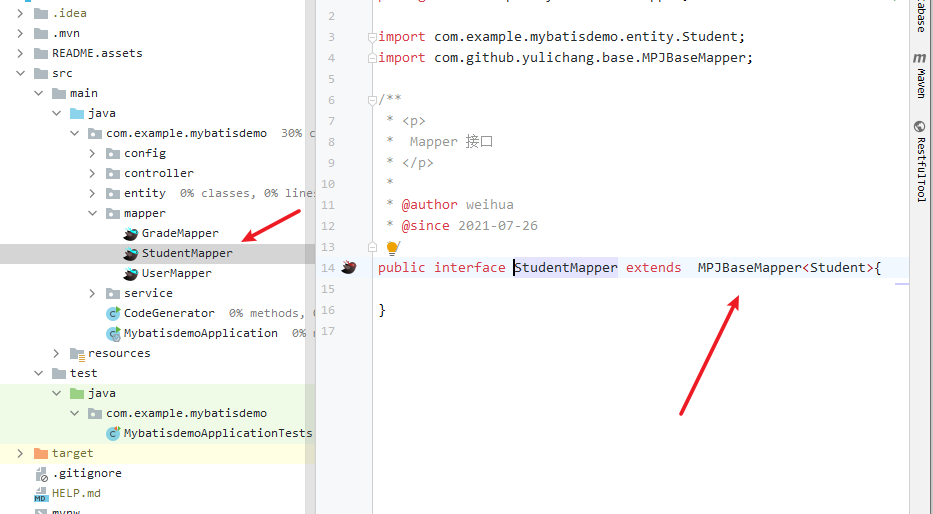 .idea
.mvn
README.assets
src
main
java
com.example.mybatisdemo 30% c
config
controller
entity 0% classes, 0% line
mapper
GradeMapper
StudentMapper
UserMapper
service
CodeGenerator 0% methods,
MybatisdemoApplication 0%
resources
test
java
com.example.mybatisdemo
MybatisdemoApplicationTests
target
.gitignore
HELP.md
mvnw
2
3 import com.example.mybatisdemo.entity.Student;
4 import com.github.yulichang.base.MPJBaseMapper;
5
6 /**
7 * <p>
8 * Mapper 接口
9 * </p>
10 *
11 * @author weihua
12 * @since 2021-07-26
13 /
14 public interface StudentMapper extends MPJBaseMapper<Student>{
15
16 }
17
Maven
RestfulTool